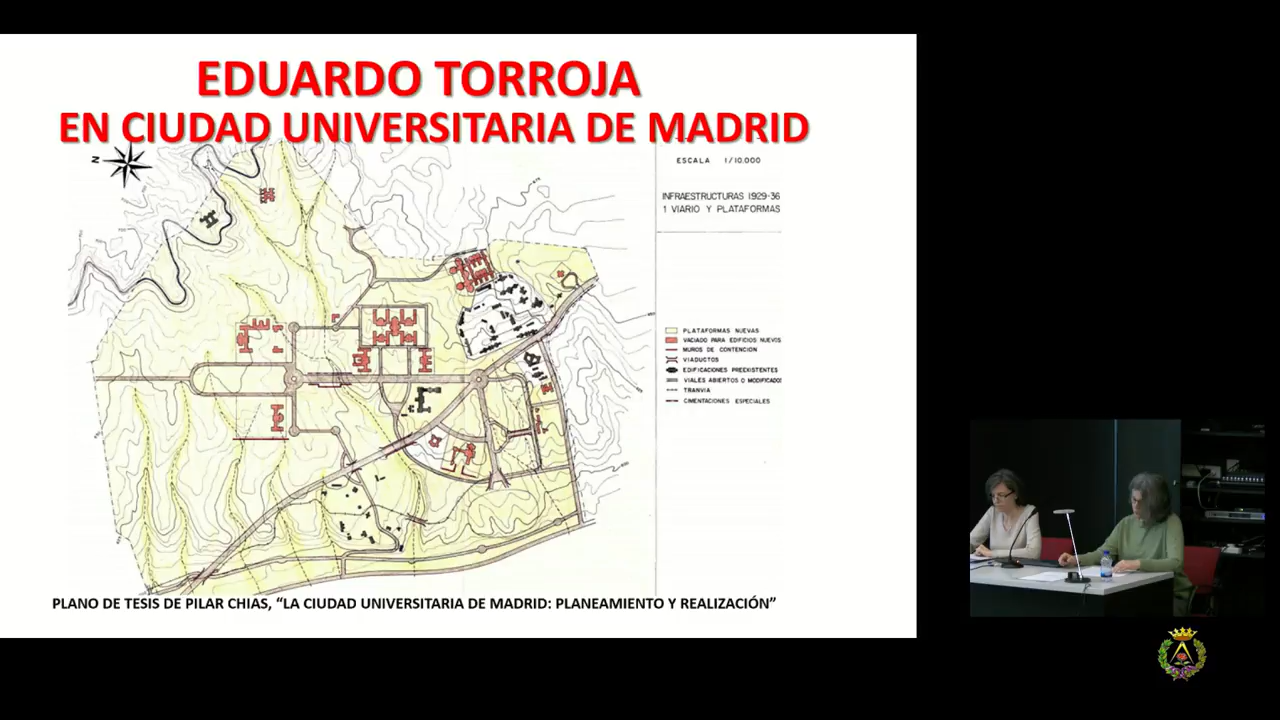 EDUARDO TORROJA
EN CIUDAD UNIVERSITARIA DE MADRID
N
ESCALA 1/10.000
INFRAESTRUCTURAS 1929-36
1 VIARIO Y PLATAFORMAS
PLATAFORMAS NUEVAS
VACIADO PARA EDIFICIOS NUEVOS
MUROS DE CONTENCION
VIADUCTOS
EDIFICACIONES PREEXISTENTES
VIALES ABIERTOS O MODIFICADOS
TRANVIA
CIMENTACIONES ESPECIALES
PLANO DE TESIS DE PILAR CHIAS, “LA CIUDAD UNIVERSITARIA DE MADRID: PLANEAMIENTO Y REALIZACIÓN”